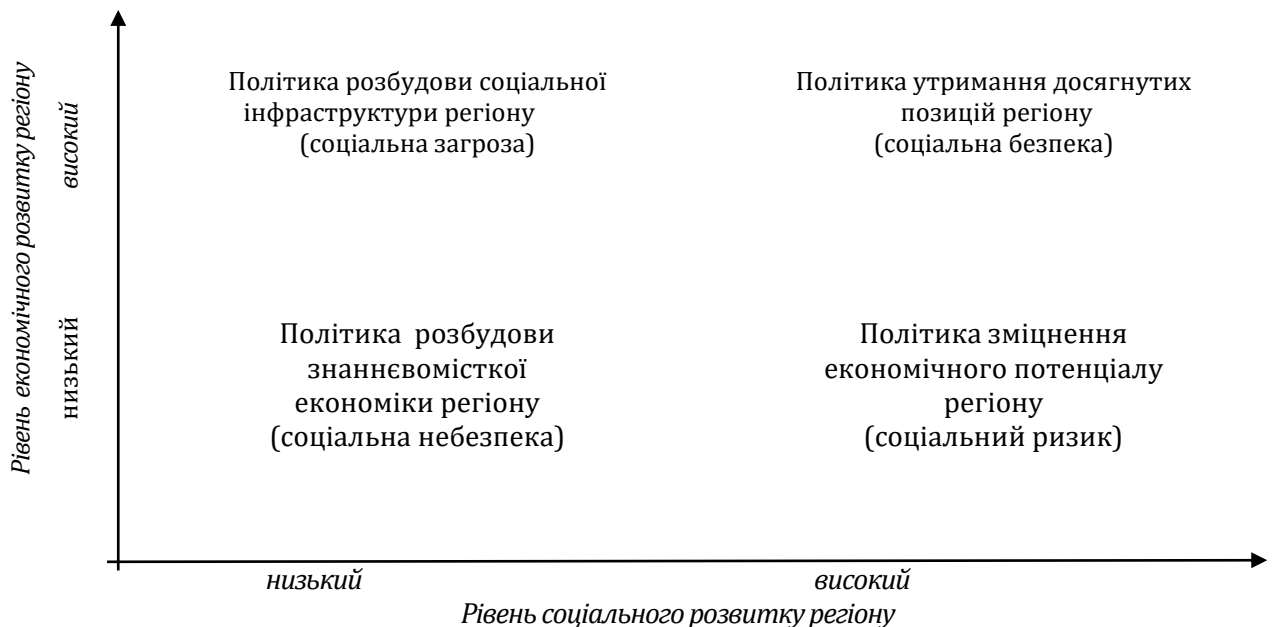 Рівень економічного розвитку регіону
високий
низький
Політика розбудови соціальної
інфраструктури регіону
(соціальна загроза)
Політика утримання досягнутих
позицій регіону
(соціальна безпека)
Політика розбудови
знаннєвомісткої
економіки регіону
(соціальна небезпека)
Політика зміцнення
економічного потенціалу
регіону
(соціальний ризик)
низький
високий
Рівень соціального розвитку регіону